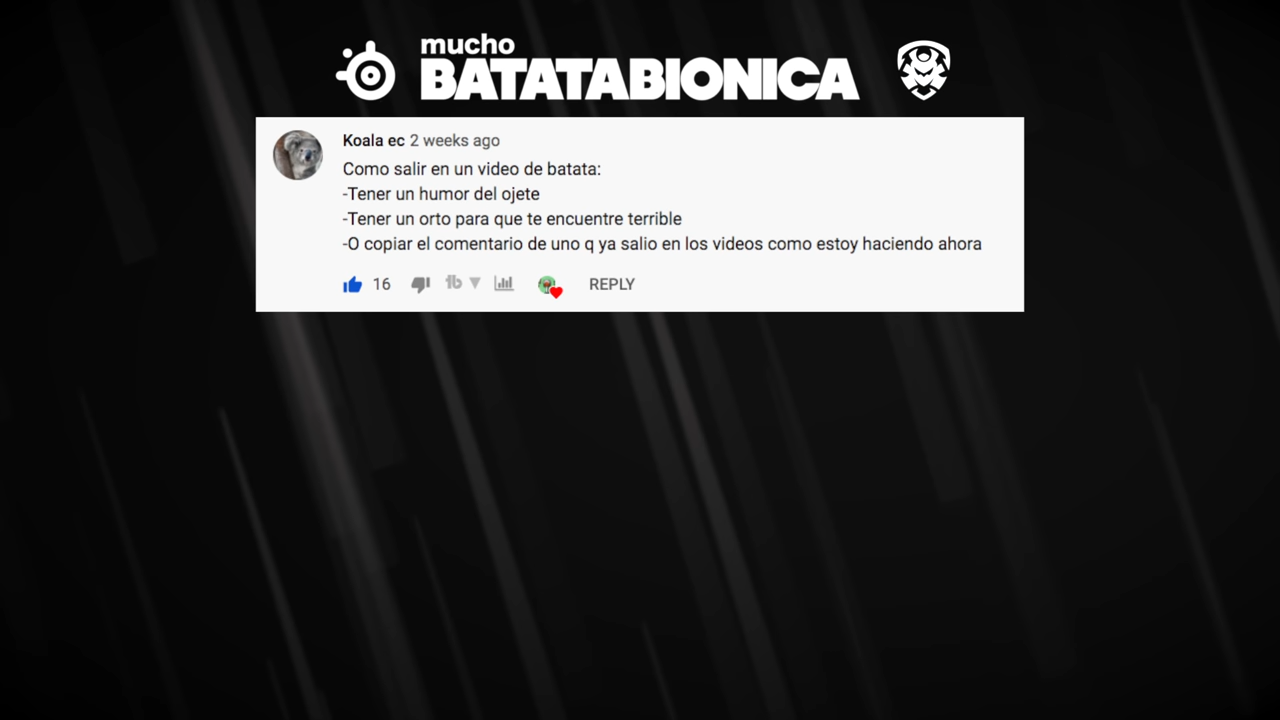 mucho
BATATABIONICA
Koala ec 2 weeks ago
Como salir en un video de batata:
-Tener un humor del ojete
-Tener un orto para que te encuentre terrible
-O copiar el comentario de uno q ya salio en los videos como estoy haciendo ahora
16 tb REPLY